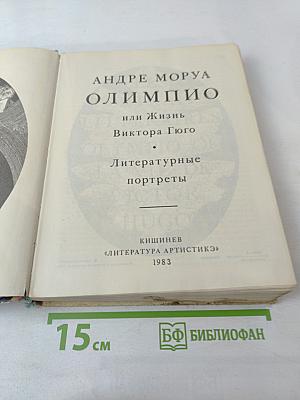 АНДРЕ МОРУА
ОЛИМПИО
или Жизнь
Виктора Гюго
•
Литературные
портреты
КИШИНЕВ
«ЛИТЕРАТУРА АРТИСТИКЭ»
1983
15 см
БФ БИБЛИОФАН